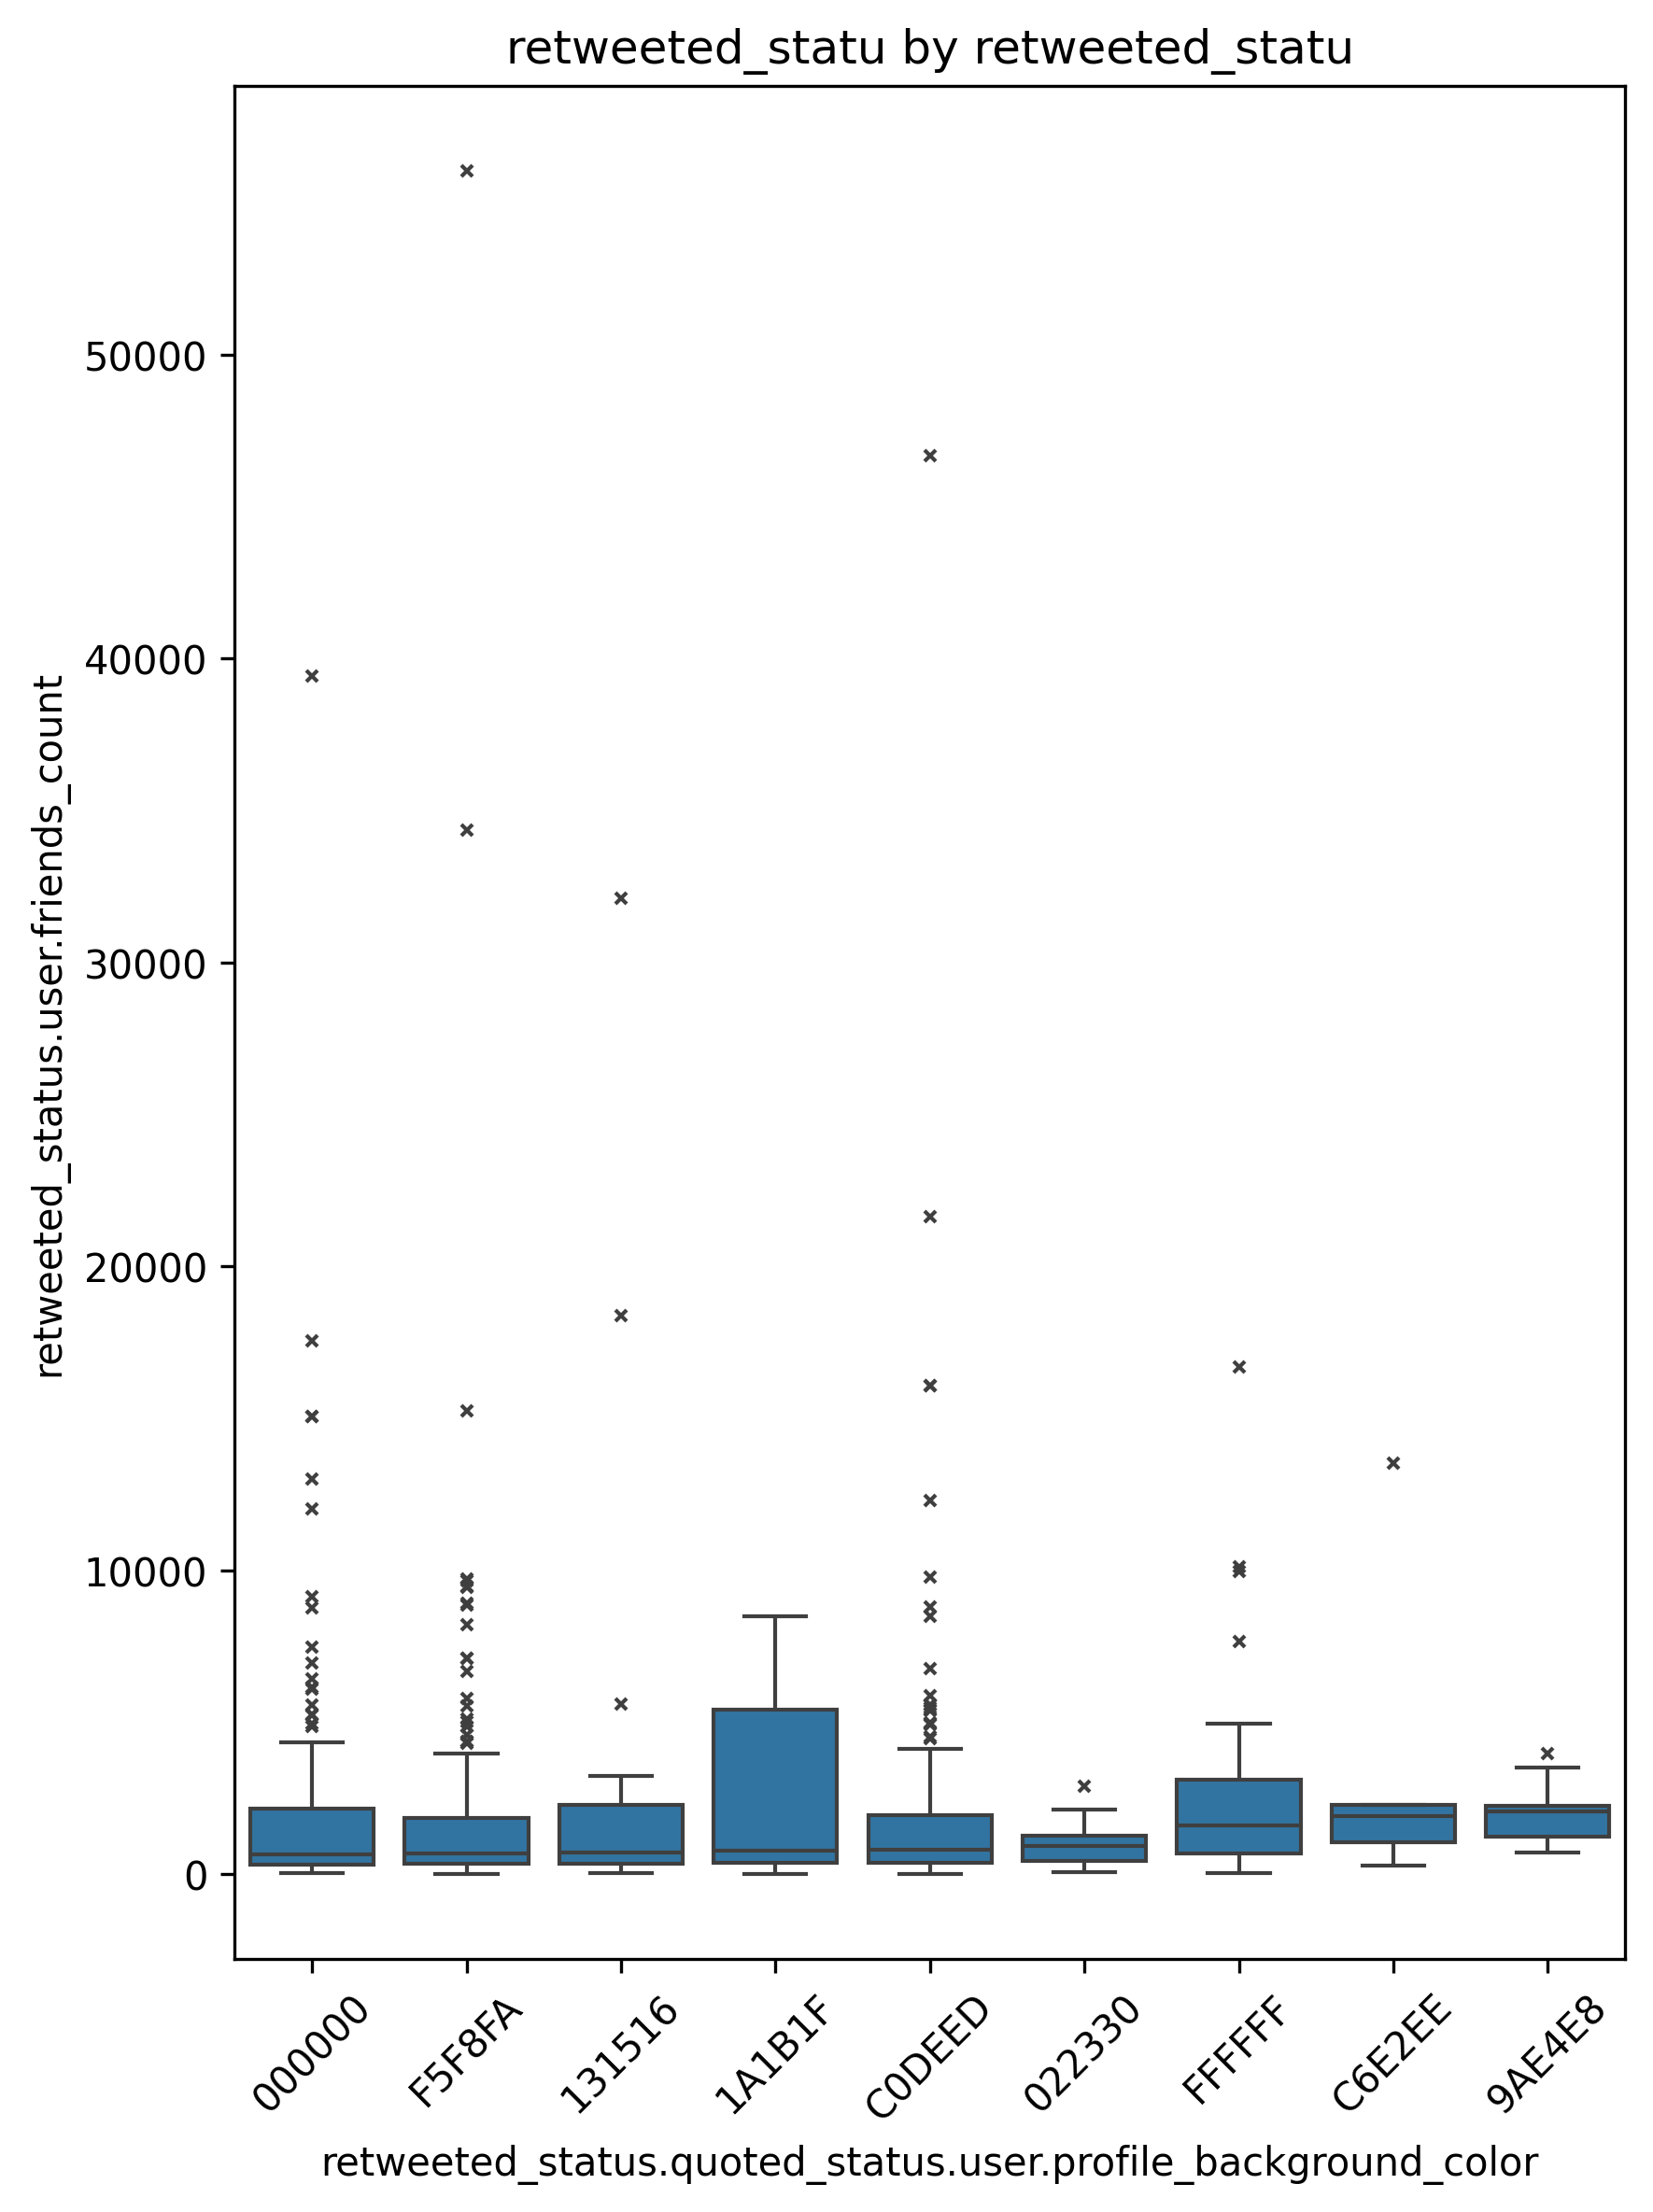 retweeted_statu by retweeted_statu
retweeted_status.user.friends_count
50000
40000
30000
20000
10000
0
000000
F5F8FA
131516
1A1B1F
C0DEED
022330
FFFFFF
C6E2EE
9AE4E8
retweeted_status.quoted_status.user.profile_background_color